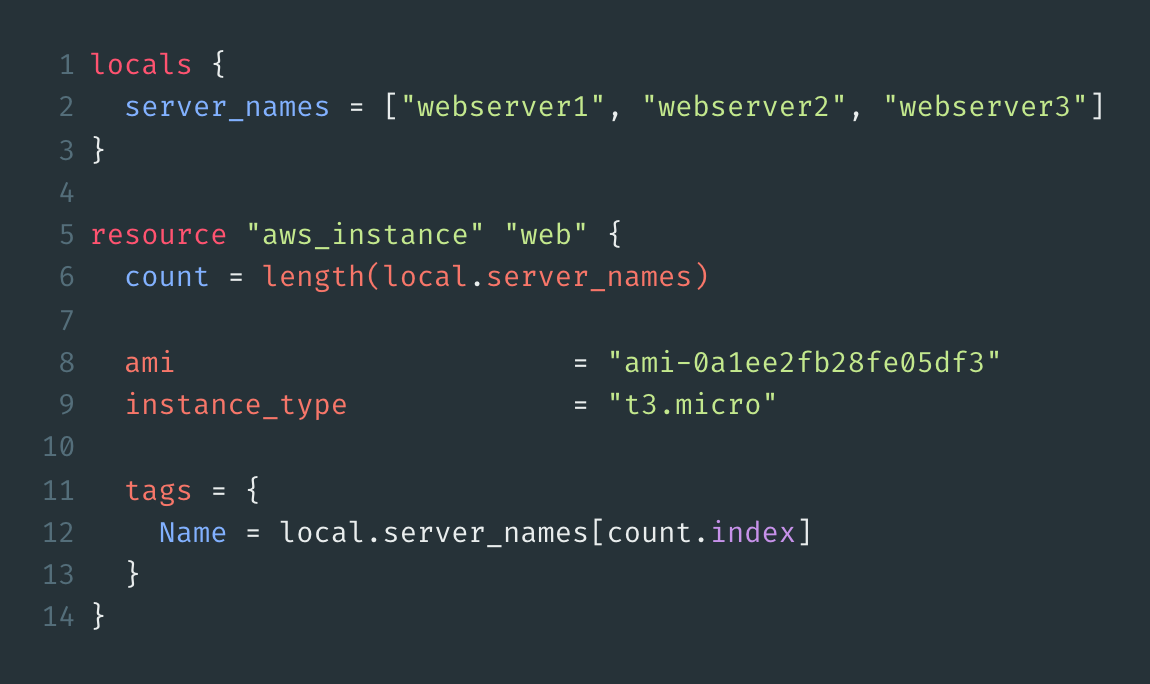 1 locals {
2   server_names = ["webserver1", "webserver2", "webserver3"]
3 }
4
5 resource "aws_instance" "web" {
6   count = length(local.server_names)
7
8   ami                       = "ami-0a1ee2fb28fe05df3"
9   instance_type             = "t3.micro"
10
11   tags = {
12     Name = local.server_names[count.index]
13   }
14 }